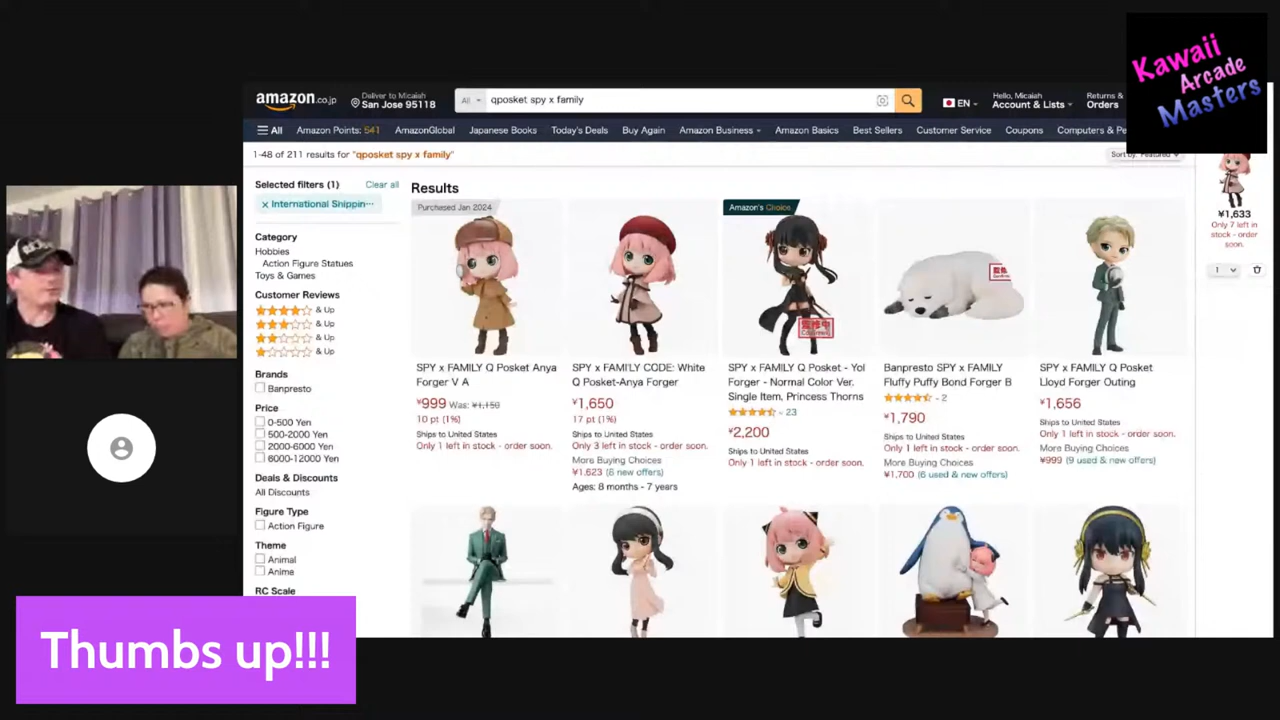 Kawaii
Arcade
Masters
amazon.co.jp
Deliver to Micaiah
San Jose 95118
All
qposket spy x family
EN
Hello, Micaiah
Account & Lists
Returns &
Orders
All
Amazon Points: 541
AmazonGlobal
Japanese Books
Today's Deals
Buy Again
Amazon Business
Amazon Basics
Best Sellers
Customer Service
Coupons
Computers & Pe
1-48 of 211 results for "qposket spy x family"
Sort by: Featured
Selected filters (1)
Clear all
× International Shippin···
Category
Hobbies
Action Figure Statues
Toys & Games
Customer Reviews
& Up
& Up
& Up
& Up
Brands
Banpresto
Price
0-500 Yen
500-2000 Yen
2000-6000 Yen
6000-12000 Yen
Deals & Discounts
All Discounts
Figure Type
Action Figure
Theme
Animal
Anime
RC Scale
Results
Purchased Jan 2024
SPY x FAMILY Q Posket Anya
Forger V A
¥999 Was: ¥1,150
10 pt (1%)
Ships to United States
Only 1 left in stock - order soon.
SPY x FAMI'LY CODE: White
Q Posket-Anya Forger
¥1,650
17 pt (1%)
Ships to United States
Only 3 left in stock - order soon.
More Buying Choices
¥1,623 (6 new offers)
Ages: 8 months - 7 years
Amazon's Choice
監修中
SPY x FAMILY Q Posket - Yol
Forger - Normal Color Ver.
Single Item, Princess Thorns
23
¥2,200
Ships to United States
Only 1 left in stock - order soon.
Banpresto SPY x FAMILY
Fluffy Puffy Bond Forger B
2
¥1,790
Ships to United States
Only 1 left in stock - order soon.
More Buying Choices
¥1,700 (6 used & new offers)
SPY x FAMILY Q Posket
Lloyd Forger Outing
¥1,656
Only 1 left in stock - order soon.
More Buying Choices
¥999 (9 used & new offers)
¥1,633
Only 7 left in
stock - order
soon.
1
Thumbs up!!!